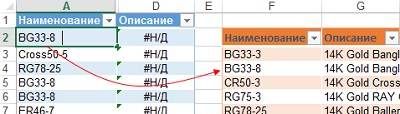 A D E F G
1 Наименование Описание
2 BG33-8 #Н/Д Наименование Описание
3 Cross50-5 #Н/Д BG33-3 14K Gold Bangl
4 RG78-25 #Н/Д BG33-8 14K Gold Bangl
5 BG33-8 #Н/Д CR50-3 14K Gold Cross
6 BG33-8 #Н/Д RG75-3 14K Gold RAY
7 ER46-7 #Н/Д RG78-25 14K Gold Baller